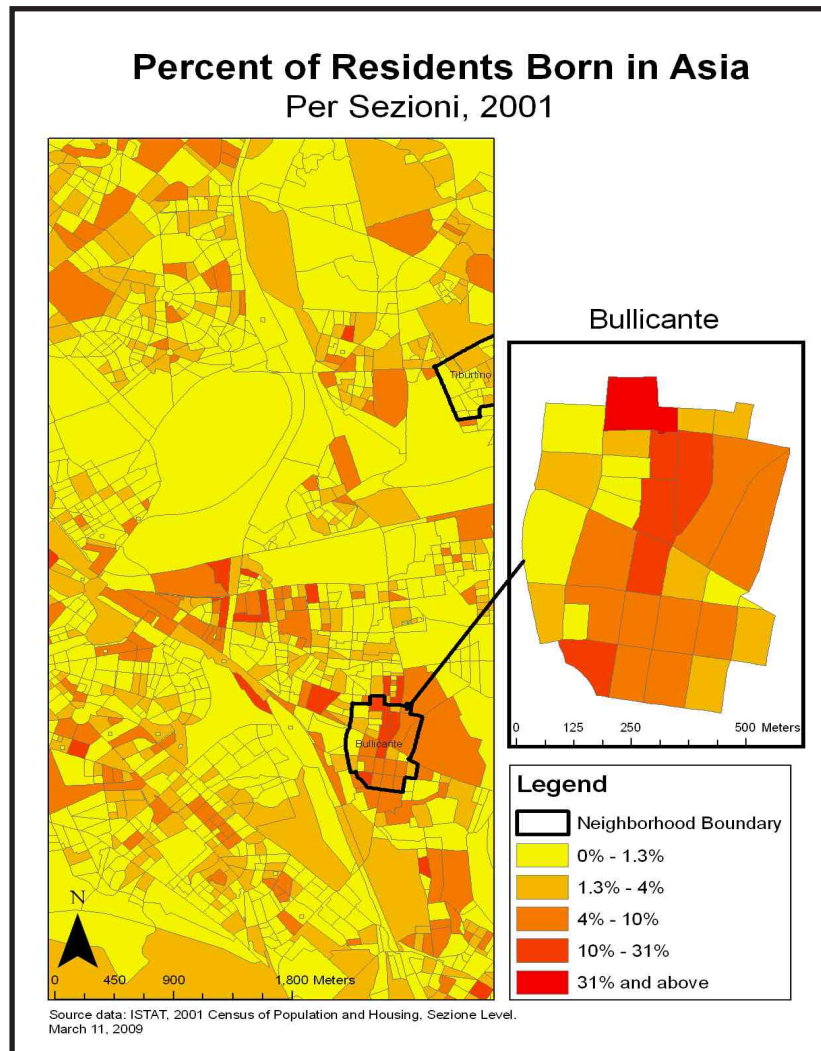 Percent of Residents Born in Asia
Per Sezioni, 2001
Bullicante
Tiburtino
Bullicante
0 125 250 500 Meters
Legend
Neighborhood Boundary
0% - 1.3%
1.3% - 4%
4% - 10%
10% - 31%
31% and above
N
0 450 900 1,800 Meters
Source data: ISTAT, 2001 Census of Population and Housing, Sezione Level.
March 11, 2009